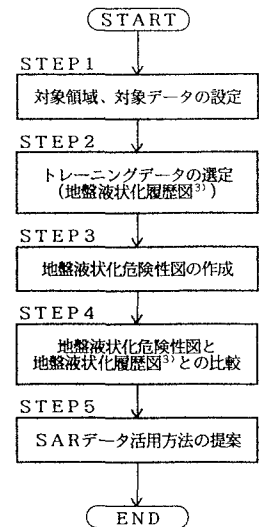 START
STEP1
対象領域、対象データの設定
STEP2
トレーニングデータの選定
(地盤液状化履歴図³⁾)
STEP3
地盤液状化危険性図の作成
STEP4
地盤液状化危険性図と
地盤液状化履歴図³⁾との比較
STEP5
SARデータ活用方法の提案
END